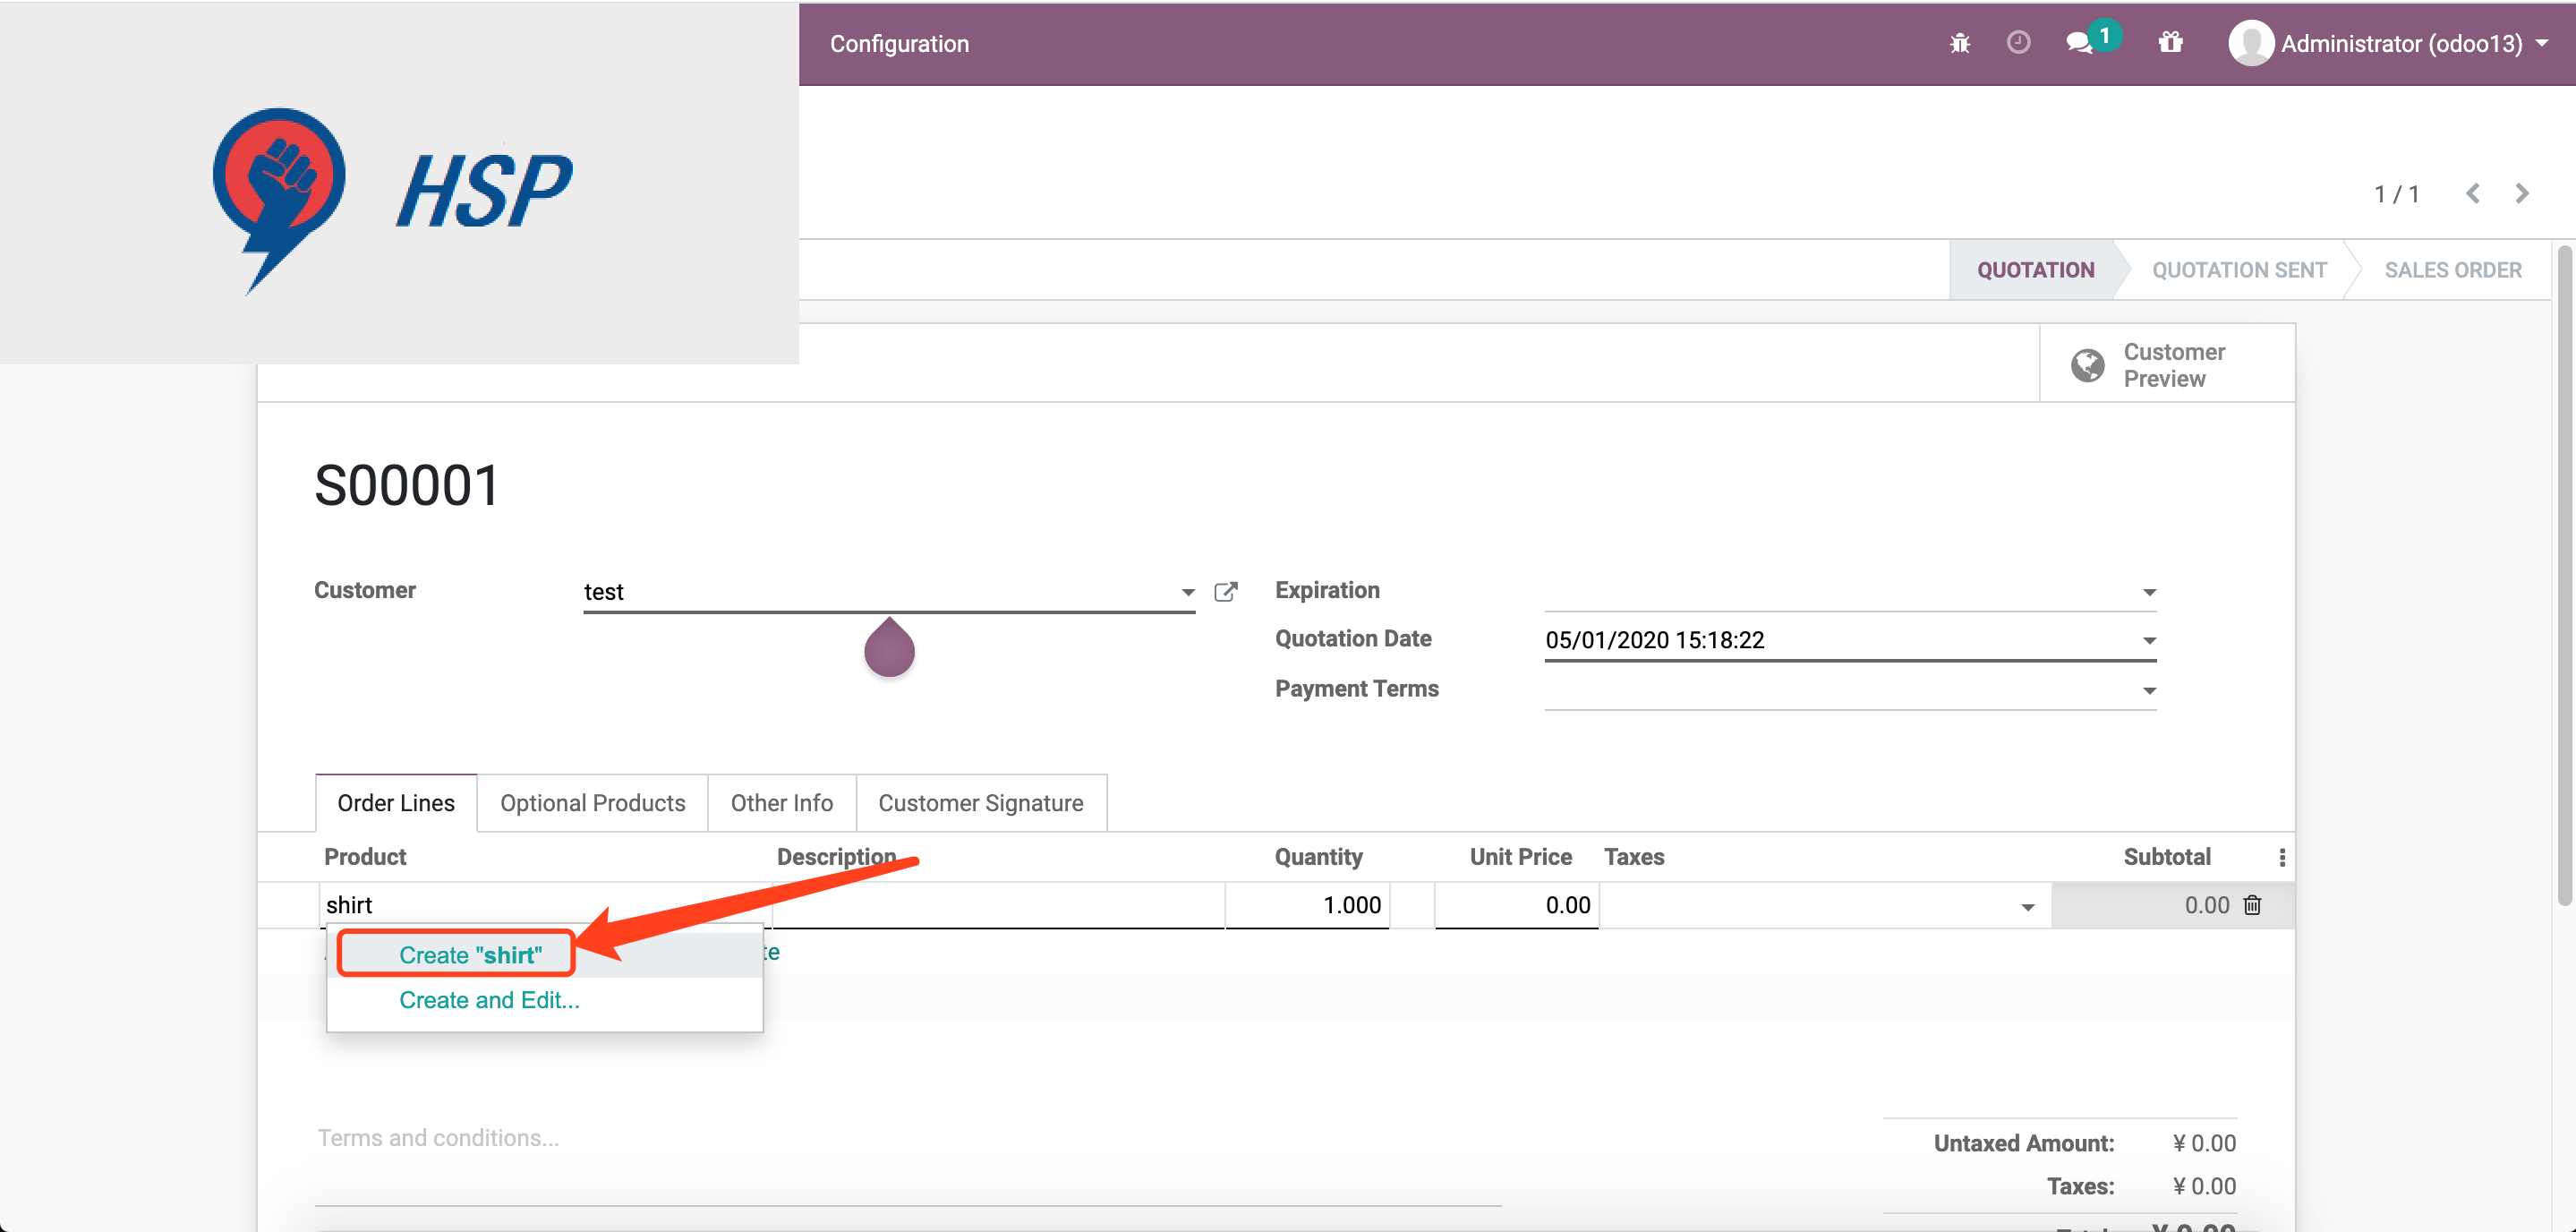 Configuration
1
Administrator (odoo13)
HSP
1 / 1
QUOTATION
QUOTATION SENT
SALES ORDER
Customer
Preview
S00001
Customer
test
Expiration
Quotation Date
05/01/2020 15:18:22
Payment Terms
Order Lines
Optional Products
Other Info
Customer Signature
Product
Description
Quantity
Unit Price
Taxes
Subtotal
shirt
1.000
0.00
0.00
Create "shirt"
te
Create and Edit...
Terms and conditions...
Untaxed Amount:
¥ 0.00
Taxes:
¥ 0.00